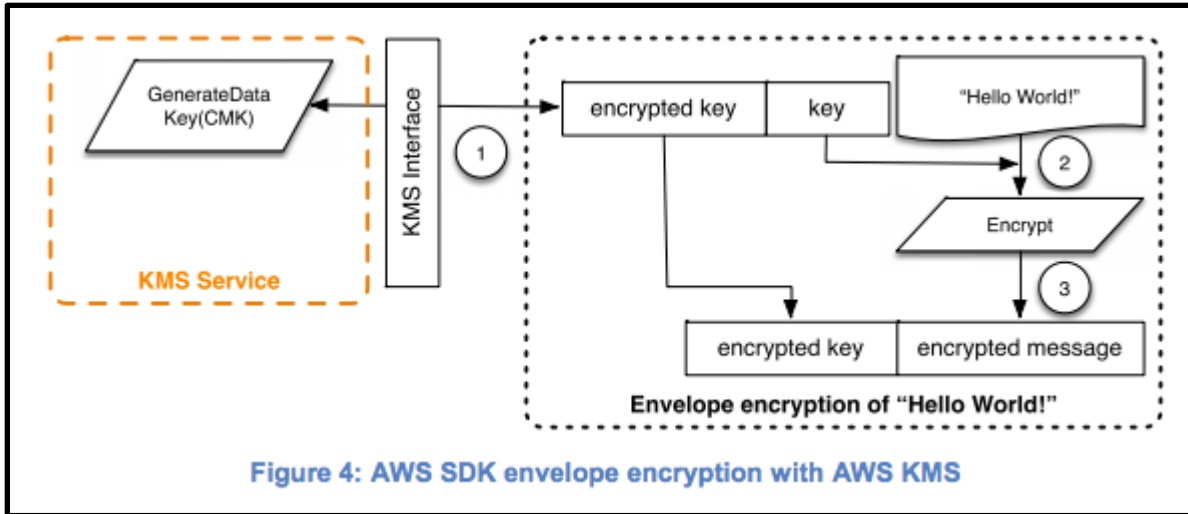 GenerateData
Key(CMK)
KMS Service
KMS Interface
1
encrypted key
key
“Hello World!”
2
Encrypt
3
encrypted key
encrypted message
Envelope encryption of “Hello World!”
Figure 4: AWS SDK envelope encryption with AWS KMS